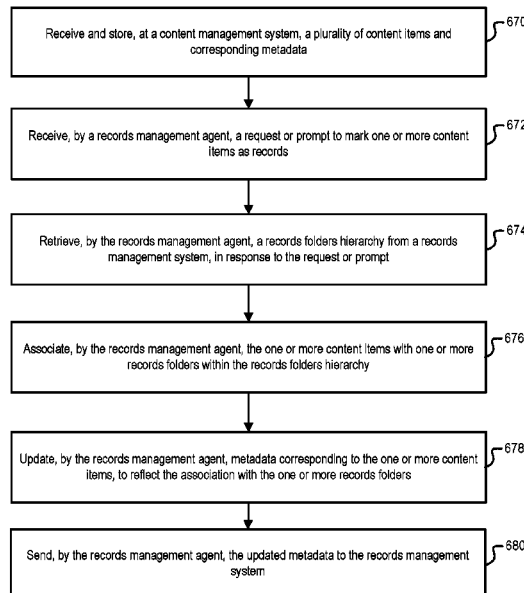 Receive and store, at a content management system, a plurality of content items and
corresponding metadata
670
Receive, by a records management agent, a request or prompt to mark one or more content
items as records
672
Retrieve, by the records management agent, a records folders hierarchy from a records
management system, in response to the request or prompt
674
Associate, by the records management agent, the one or more content items with one or more
records folders within the records folders hierarchy
676
Update, by the records management agent, metadata corresponding to the one or more content
items, to reflect the association with the one or more records folders
678
Send, by the records management agent, the updated metadata to the records management
system
680